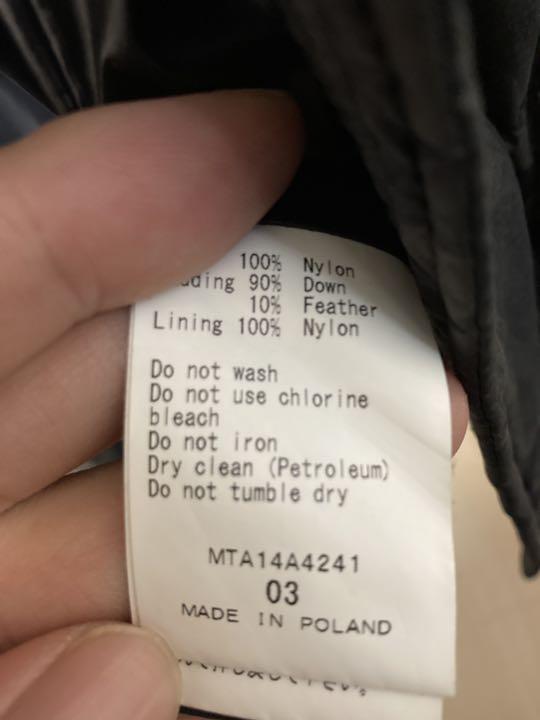 100% Nylon
90% Down
10% Feather
Lining 100% Nylon
Do not wash
Do not use chlorine
bleach
Do not iron
Dry clean (Petroleum)
Do not tumble dry
MTA14A4241
03
MADE IN POLAND